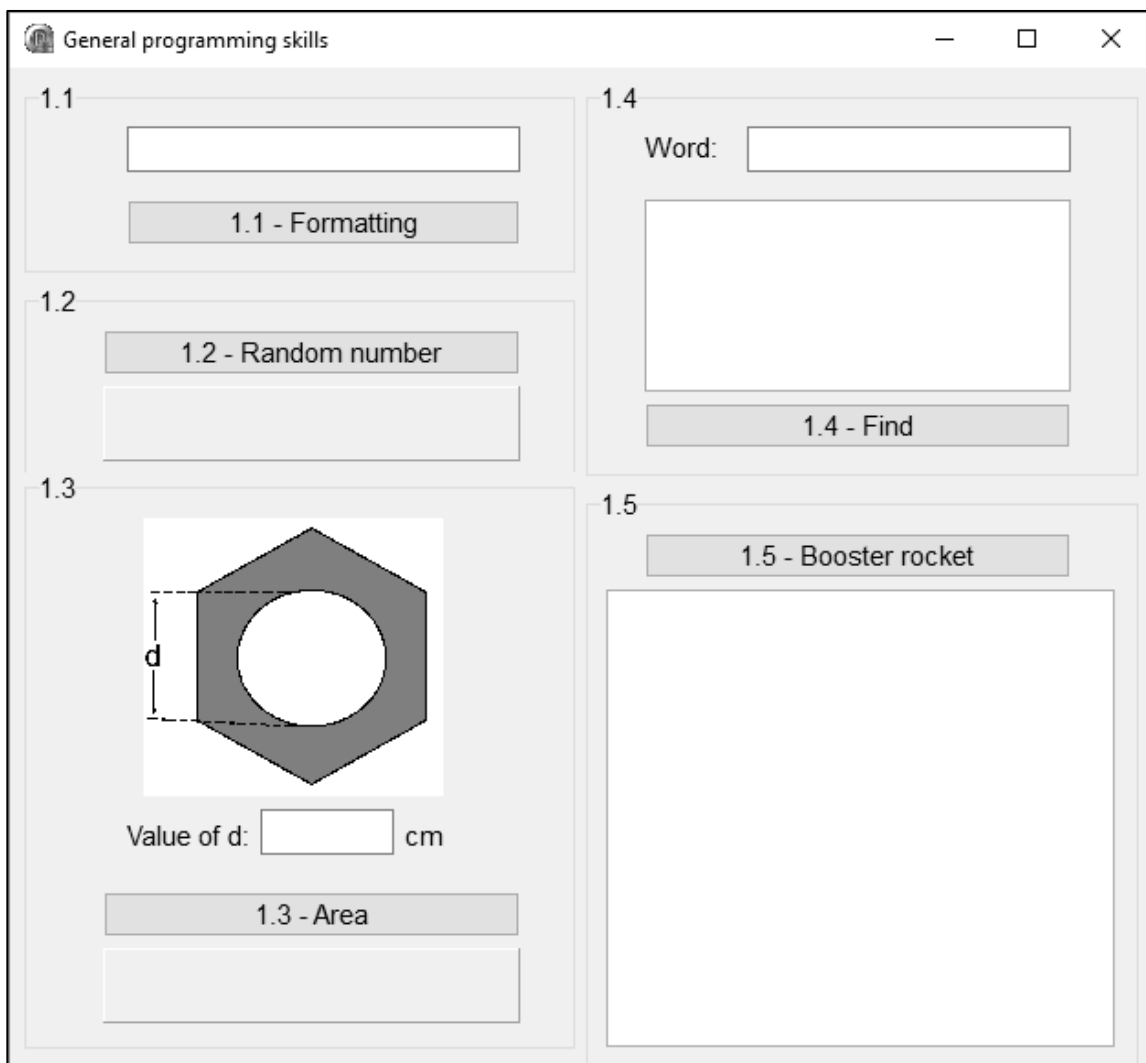 General programming skills
1.1
1.1 - Formatting
1.2
1.2 - Random number
1.3
d
Value of d: cm
1.3 - Area
1.4
Word:
1.4 - Find
1.5
1.5 - Booster rocket